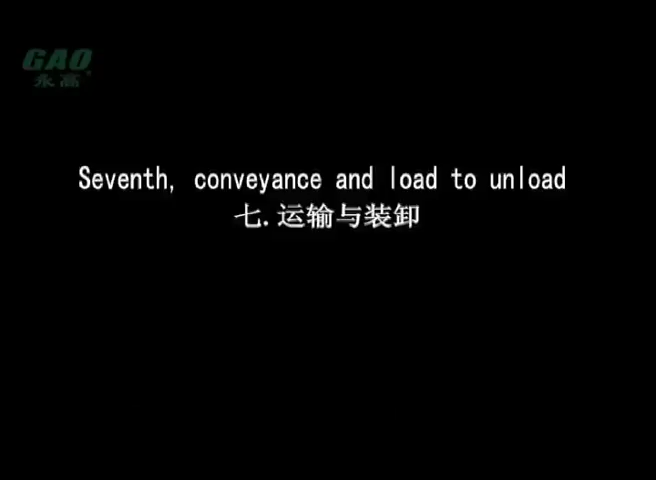 GAO
永高
Seventh, conveyance and load to unload
七.运输与装卸